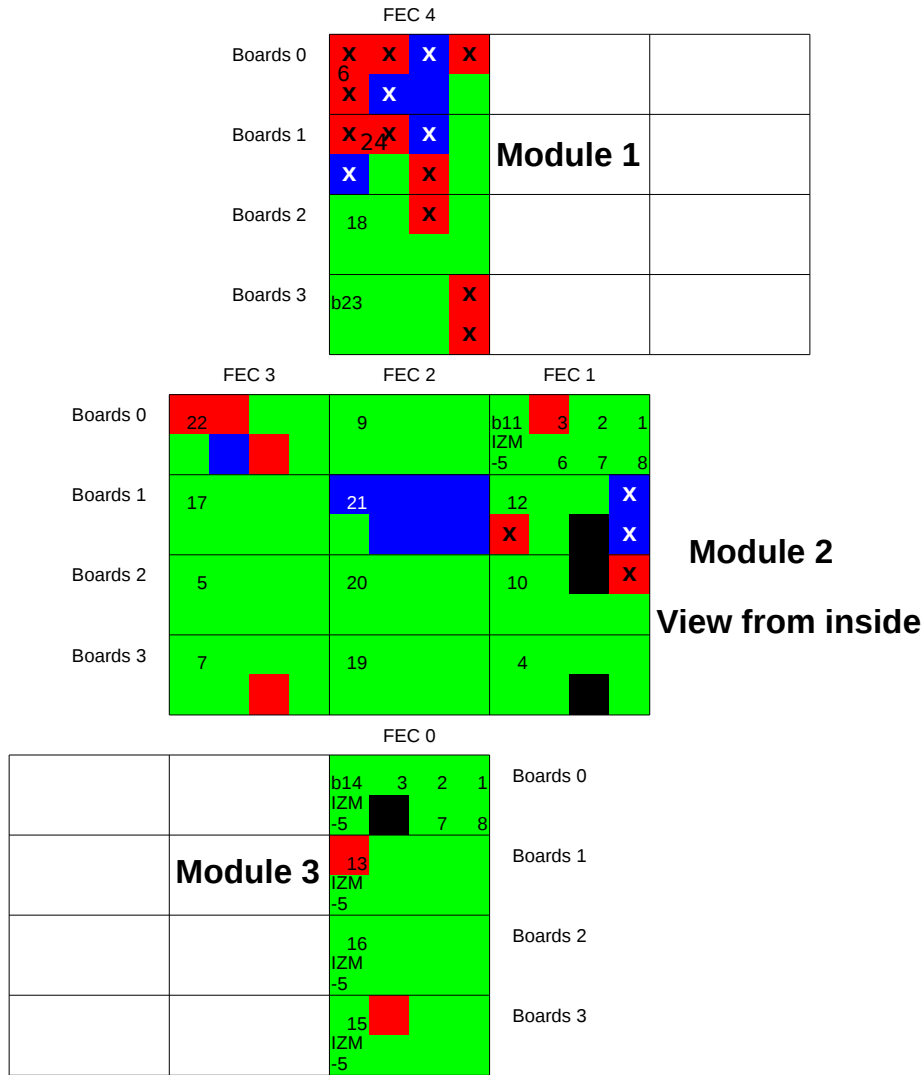 FEC 4
Boards 0
X X X X
6
X X
Boards 1
X X X
24
Module 1
X X
Boards 2
X
18
Boards 3
X
b23
X
FEC 3 FEC 2 FEC 1
Boards 0
22 9 b11 3 2 1
IZM
-5 6 7 8
Boards 1
17 21 12 X
X X
Module 2
Boards 2
5 20 10 X
View from inside
Boards 3
7 19 4
FEC 0
Boards 0
b14 3 2 1
IZM
-5 7 8
Boards 1
13
Module 3
IZM
-5
Boards 2
16
IZM
-5
Boards 3
15
IZM
-5